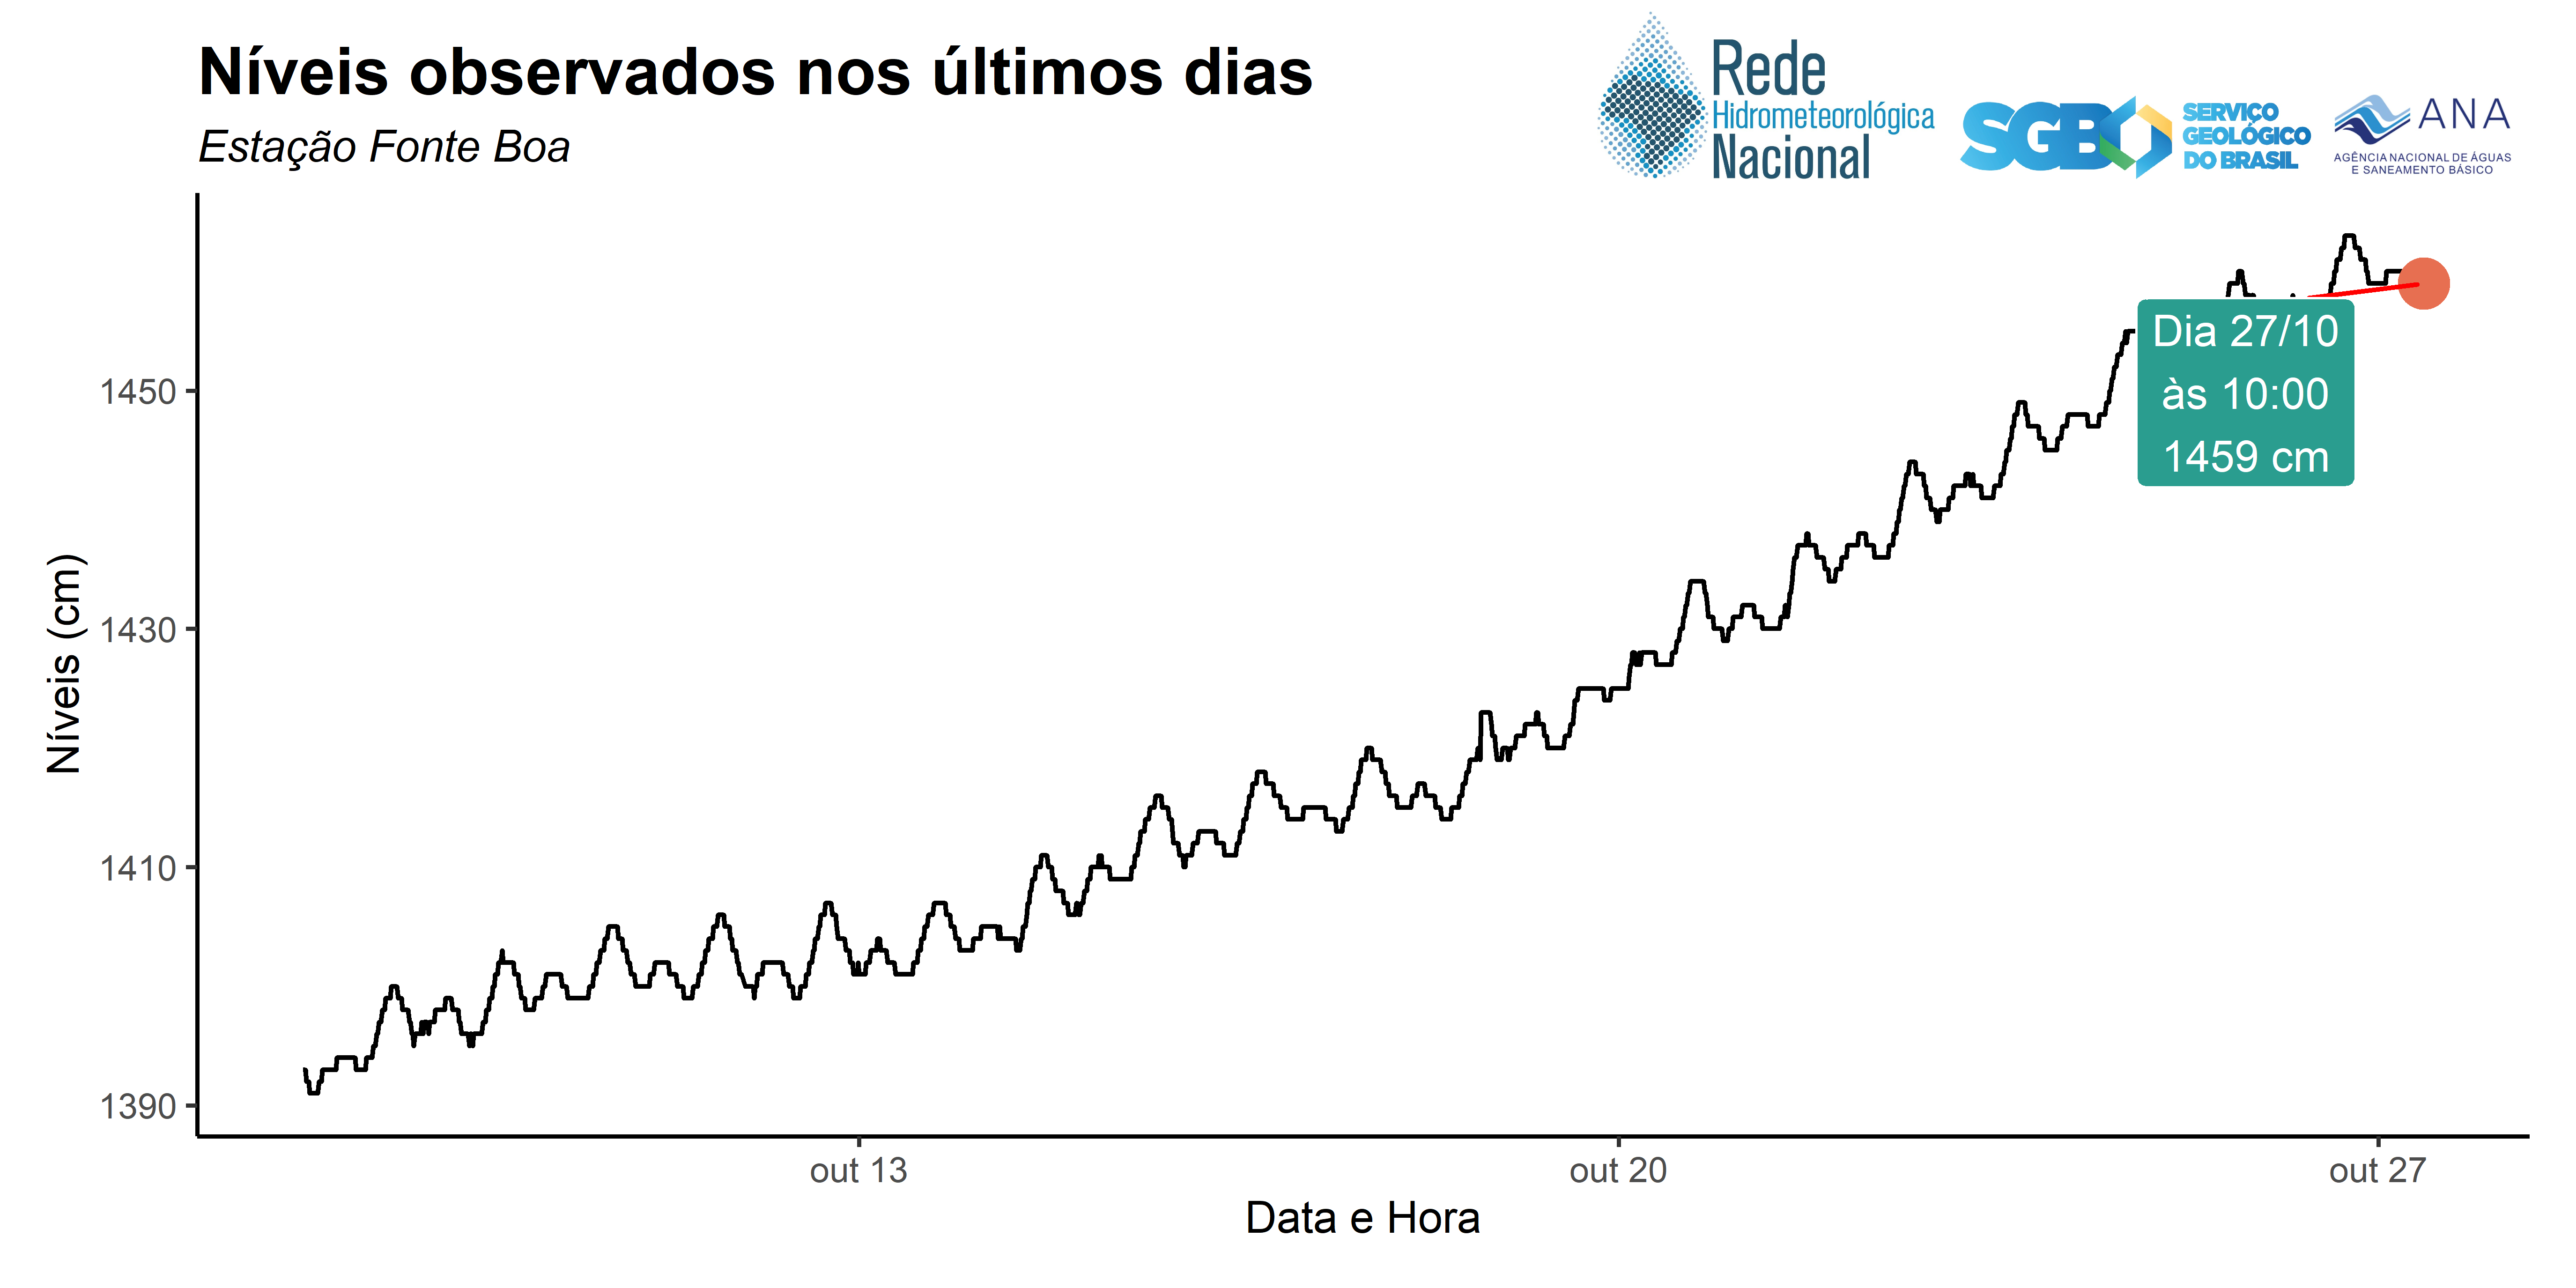 Níveis observados nos últimos dias
Estação Fonte Boa
Rede
Hidrometeorológica
Nacional
SGB
SERVIÇO
GEOLÓGICO
DO BRASIL
ANA
AGÊNCIA NACIONAL DE ÁGUAS
E SANEAMENTO BÁSICO
Dia 27/10
às 10:00
1459 cm
Níveis (cm)
1450
1430
1410
1390
out 13
out 20
out 27
Data e Hora